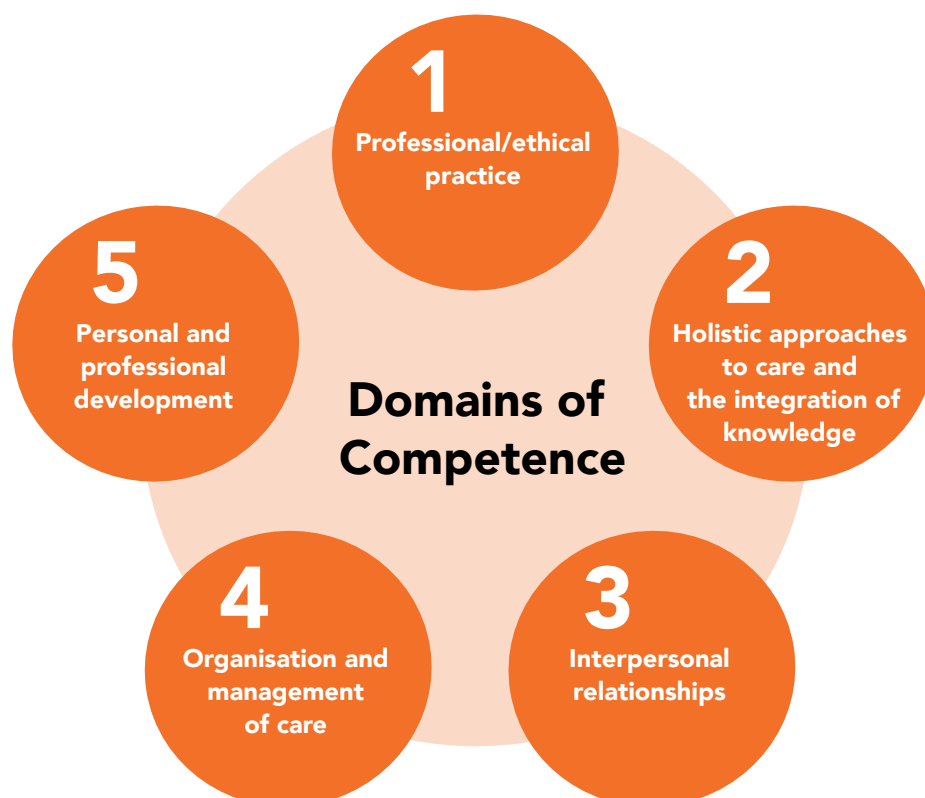 1
Professional/ethical
practice
2
Holistic approaches
to care and
the integration of
knowledge
3
Interpersonal
relationships
4
Organisation and
management
of care
5
Personal and
professional
development
Domains of
Competence